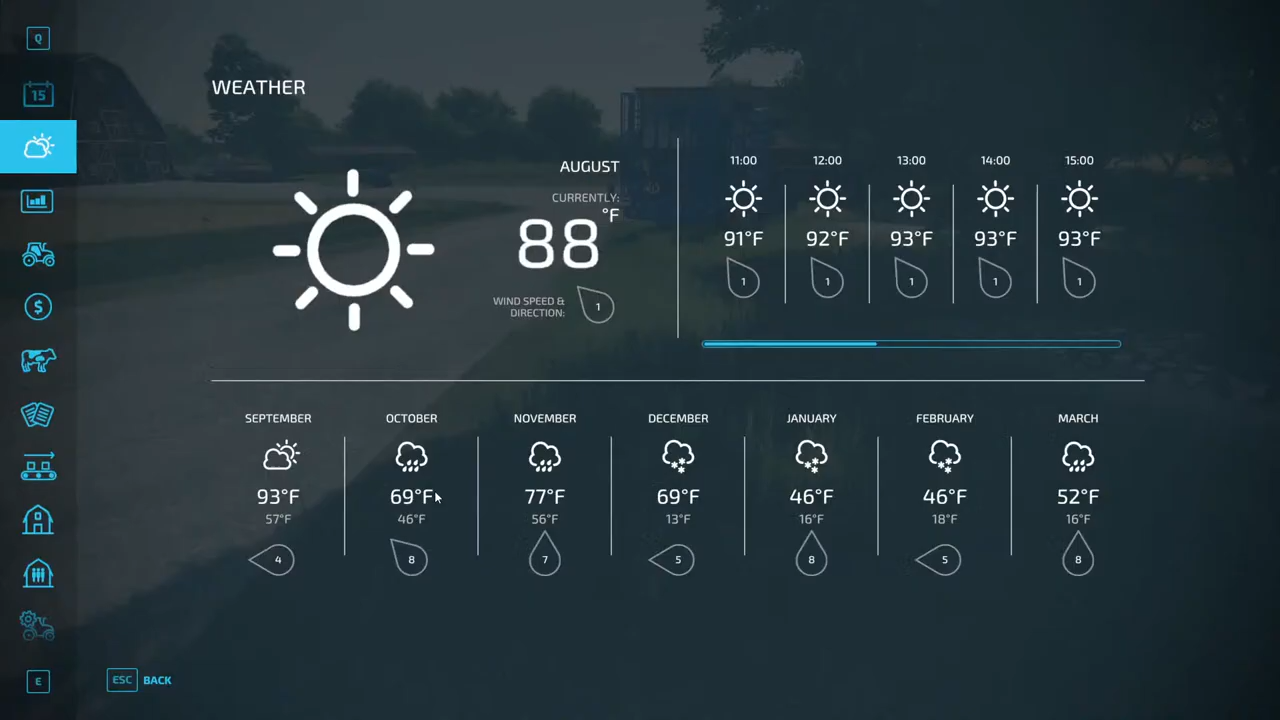 Q
15
WEATHER
AUGUST
CURRENTLY:
88 °F
WIND SPEED &
DIRECTION:
1
11:00 12:00 13:00 14:00 15:00
91°F 92°F 93°F 93°F 93°F
1 1 1 1 1
$
SEPTEMBER OCTOBER NOVEMBER DECEMBER JANUARY FEBRUARY MARCH
93°F 69°F 77°F 69°F 46°F 46°F 52°F
57°F 46°F 56°F 13°F 16°F 18°F 16°F
4 8 7 5 8 5 8
E
ESC BACK